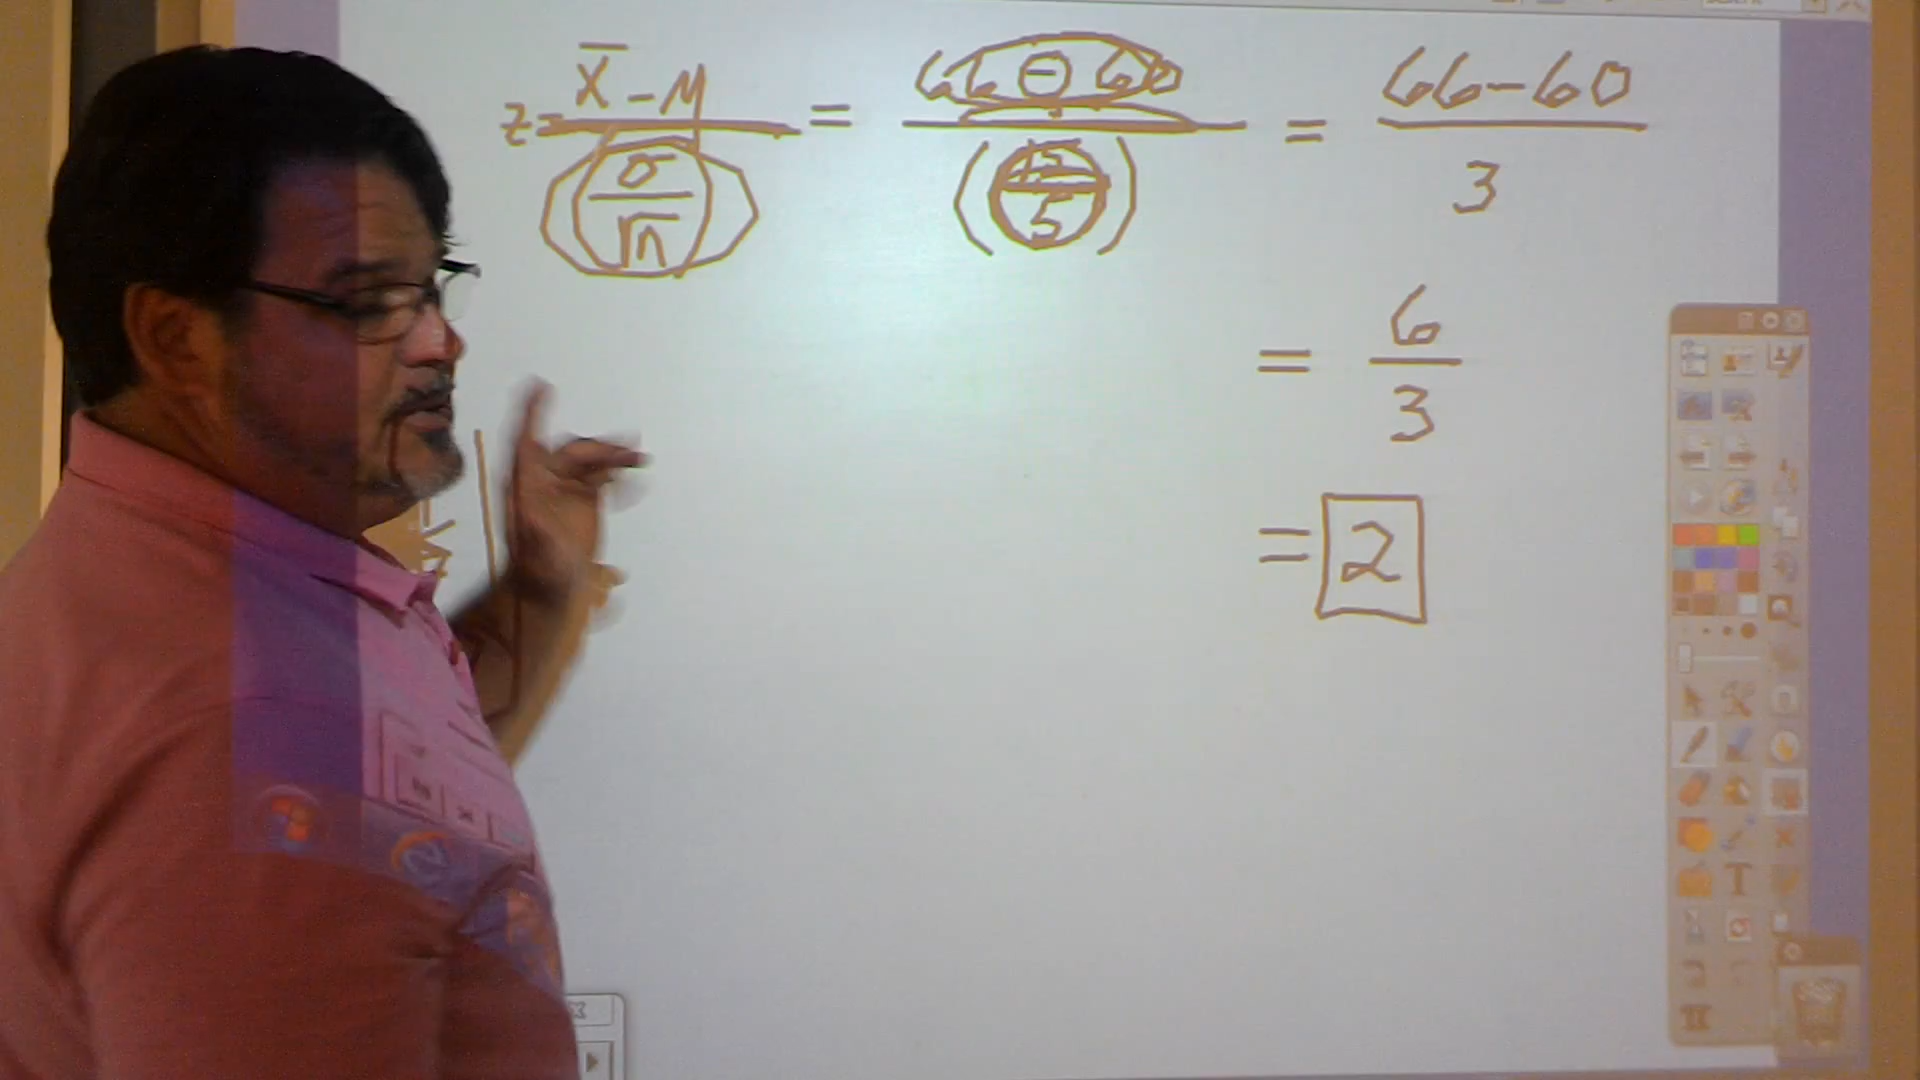 z = (x̄ - μ) / (σ / √n) = (66 - 60) / (15 / 5) = (66 - 60) / 3
= 6 / 3
= 2